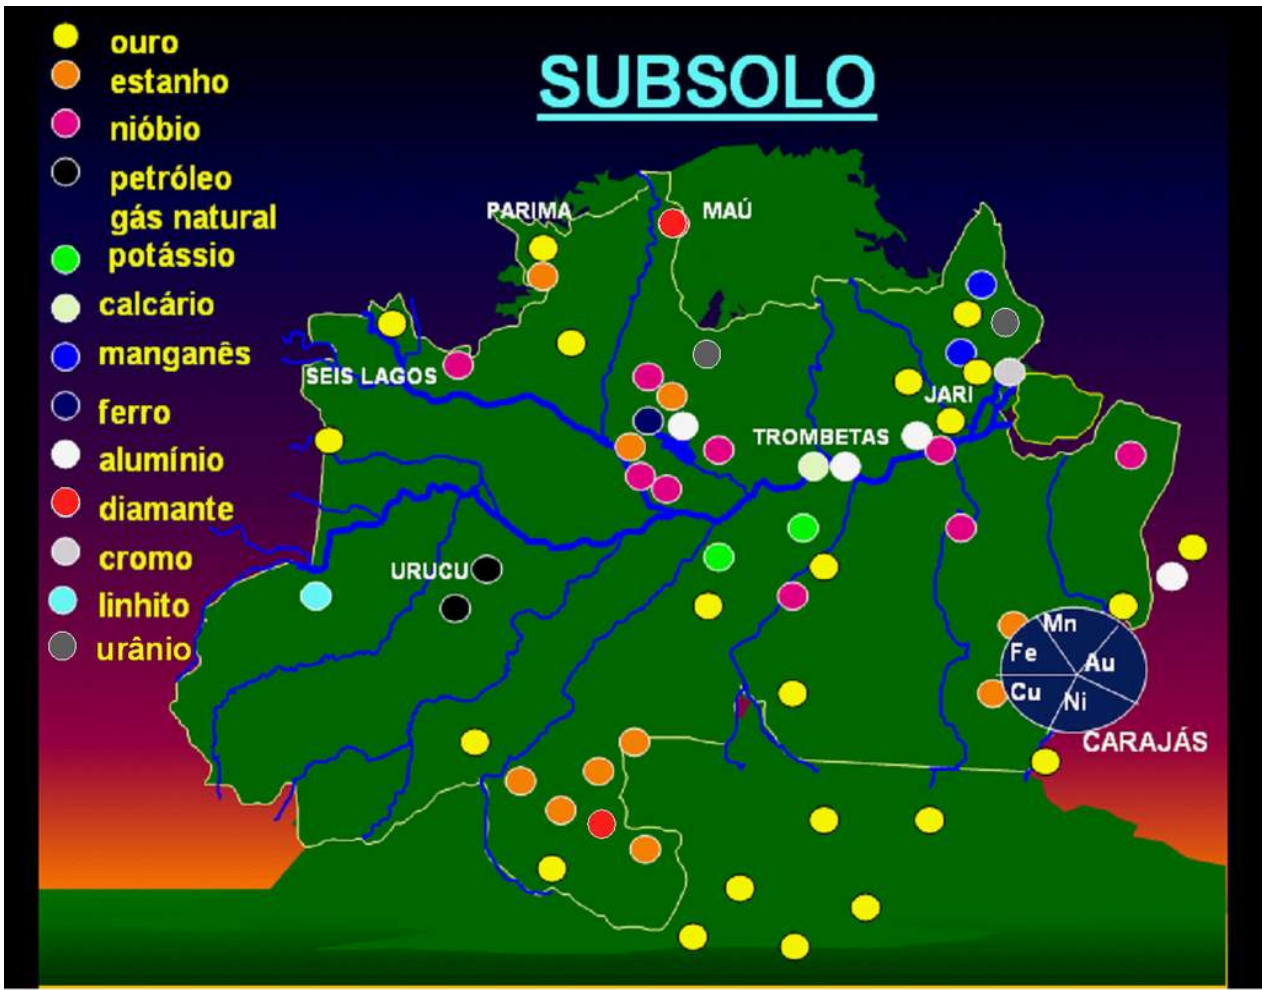 SUBSOLO
ouro
estanho
nióbio
petróleo
gás natural
potássio
calcário
manganês
ferro
alumínio
diamante
cromo
linhito
urânio
PARIMA
MAÚ
SEIS LAGOS
JARI
TROMBETAS
URUCU
Mn
Fe
Au
Cu
Ni
CARAJÁS